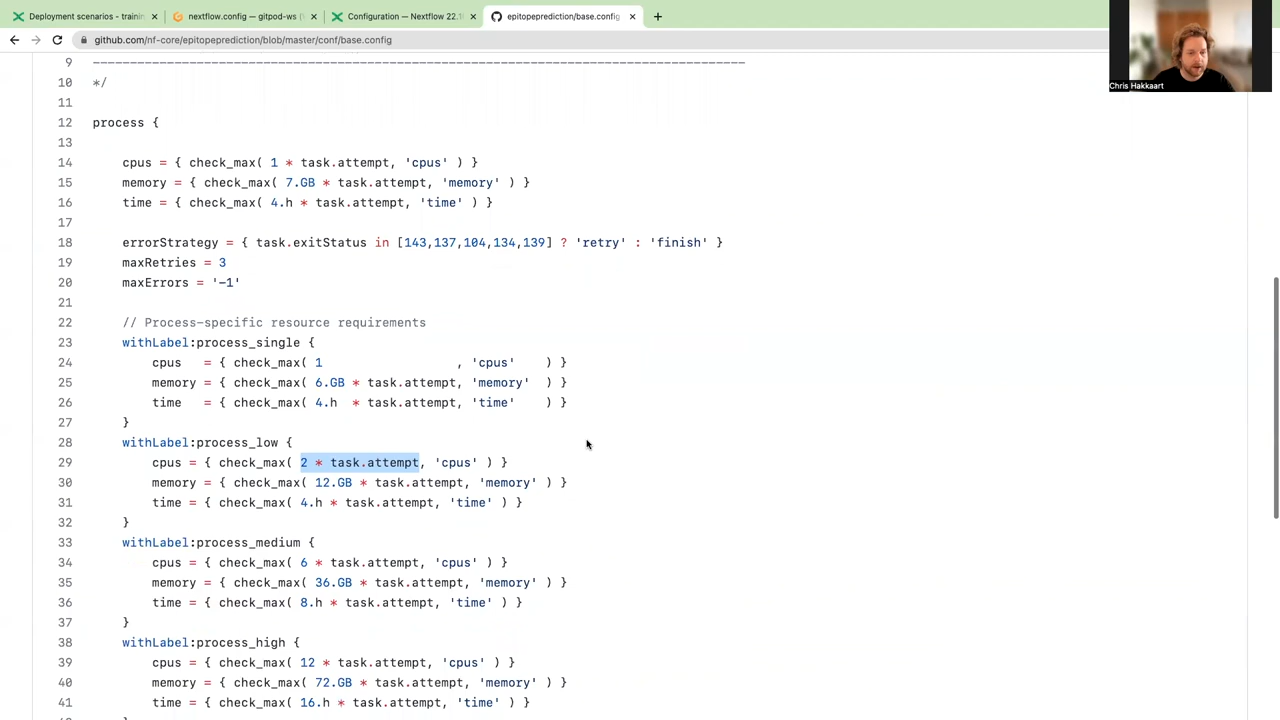 Deployment scenarios - trainin
nextflow.config — gitpod-ws (
Configuration — Nextflow 22.1
epitopeprediction/base.config
github.com/nf-core/epitopeprediction/blob/master/conf/base.config
Chris Hakkaart
9 --------------------------------------------------------------------------------
10 */
11
12 process {
13
14 cpus = { check_max( 1 * task.attempt, 'cpus' ) }
15 memory = { check_max( 7.GB * task.attempt, 'memory' ) }
16 time = { check_max( 4.h * task.attempt, 'time' ) }
17
18 errorStrategy = { task.exitStatus in [143,137,104,134,139] ? 'retry' : 'finish' }
19 maxRetries = 3
20 maxErrors = '-1'
21
22 // Process-specific resource requirements
23 withLabel:process_single {
24 cpus = { check_max( 1 , 'cpus' ) }
25 memory = { check_max( 6.GB * task.attempt, 'memory' ) }
26 time = { check_max( 4.h * task.attempt, 'time' ) }
27 }
28 withLabel:process_low {
29 cpus = { check_max( 2 * task.attempt, 'cpus' ) }
30 memory = { check_max( 12.GB * task.attempt, 'memory' ) }
31 time = { check_max( 4.h * task.attempt, 'time' ) }
32 }
33 withLabel:process_medium {
34 cpus = { check_max( 6 * task.attempt, 'cpus' ) }
35 memory = { check_max( 36.GB * task.attempt, 'memory' ) }
36 time = { check_max( 8.h * task.attempt, 'time' ) }
37 }
38 withLabel:process_high {
39 cpus = { check_max( 12 * task.attempt, 'cpus' ) }
40 memory = { check_max( 72.GB * task.attempt, 'memory' ) }
41 time = { check_max( 16.h * task.attempt, 'time' ) }
}